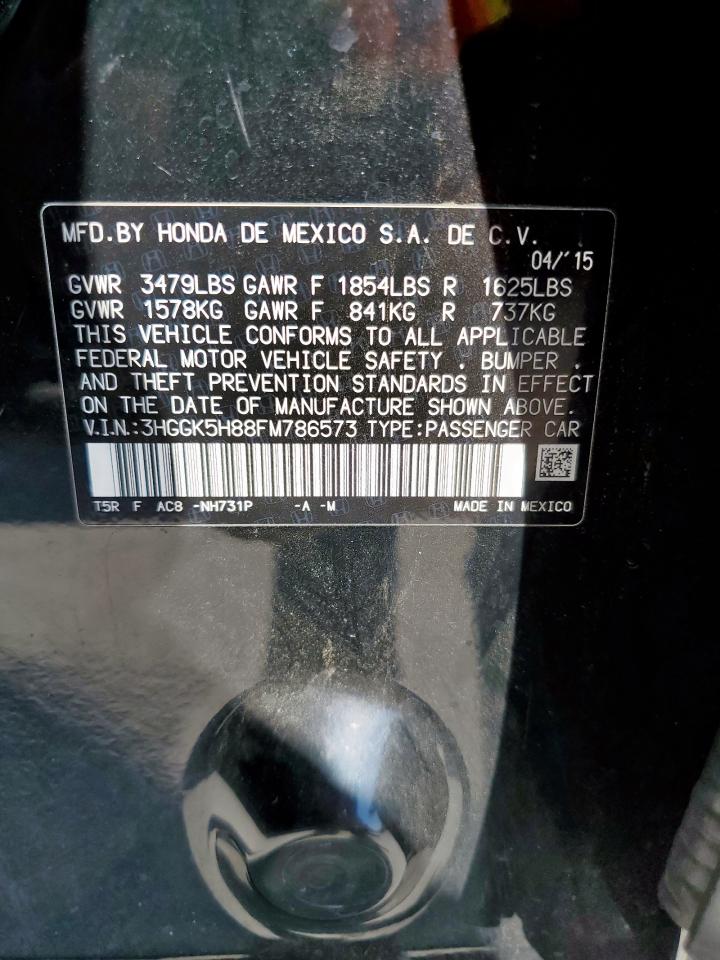 MFD.BY HONDA DE MEXICO S.A. DE C.V.
04/'15
GVWR 3479LBS GAWR F 1854LBS R 1625LBS
GVWR 1578KG GAWR F 841KG R 737KG
THIS VEHICLE CONFORMS TO ALL APPLICABLE
FEDERAL MOTOR VEHICLE SAFETY , BUMPER ,
AND THEFT PREVENTION STANDARDS IN EFFECT
ON THE DATE OF MANUFACTURE SHOWN ABOVE.
V.I.N.:3HGGK5H88FM786573 TYPE:PASSENGER CAR
T5R F AC8 -NH731P -A -M MADE IN MEXICO